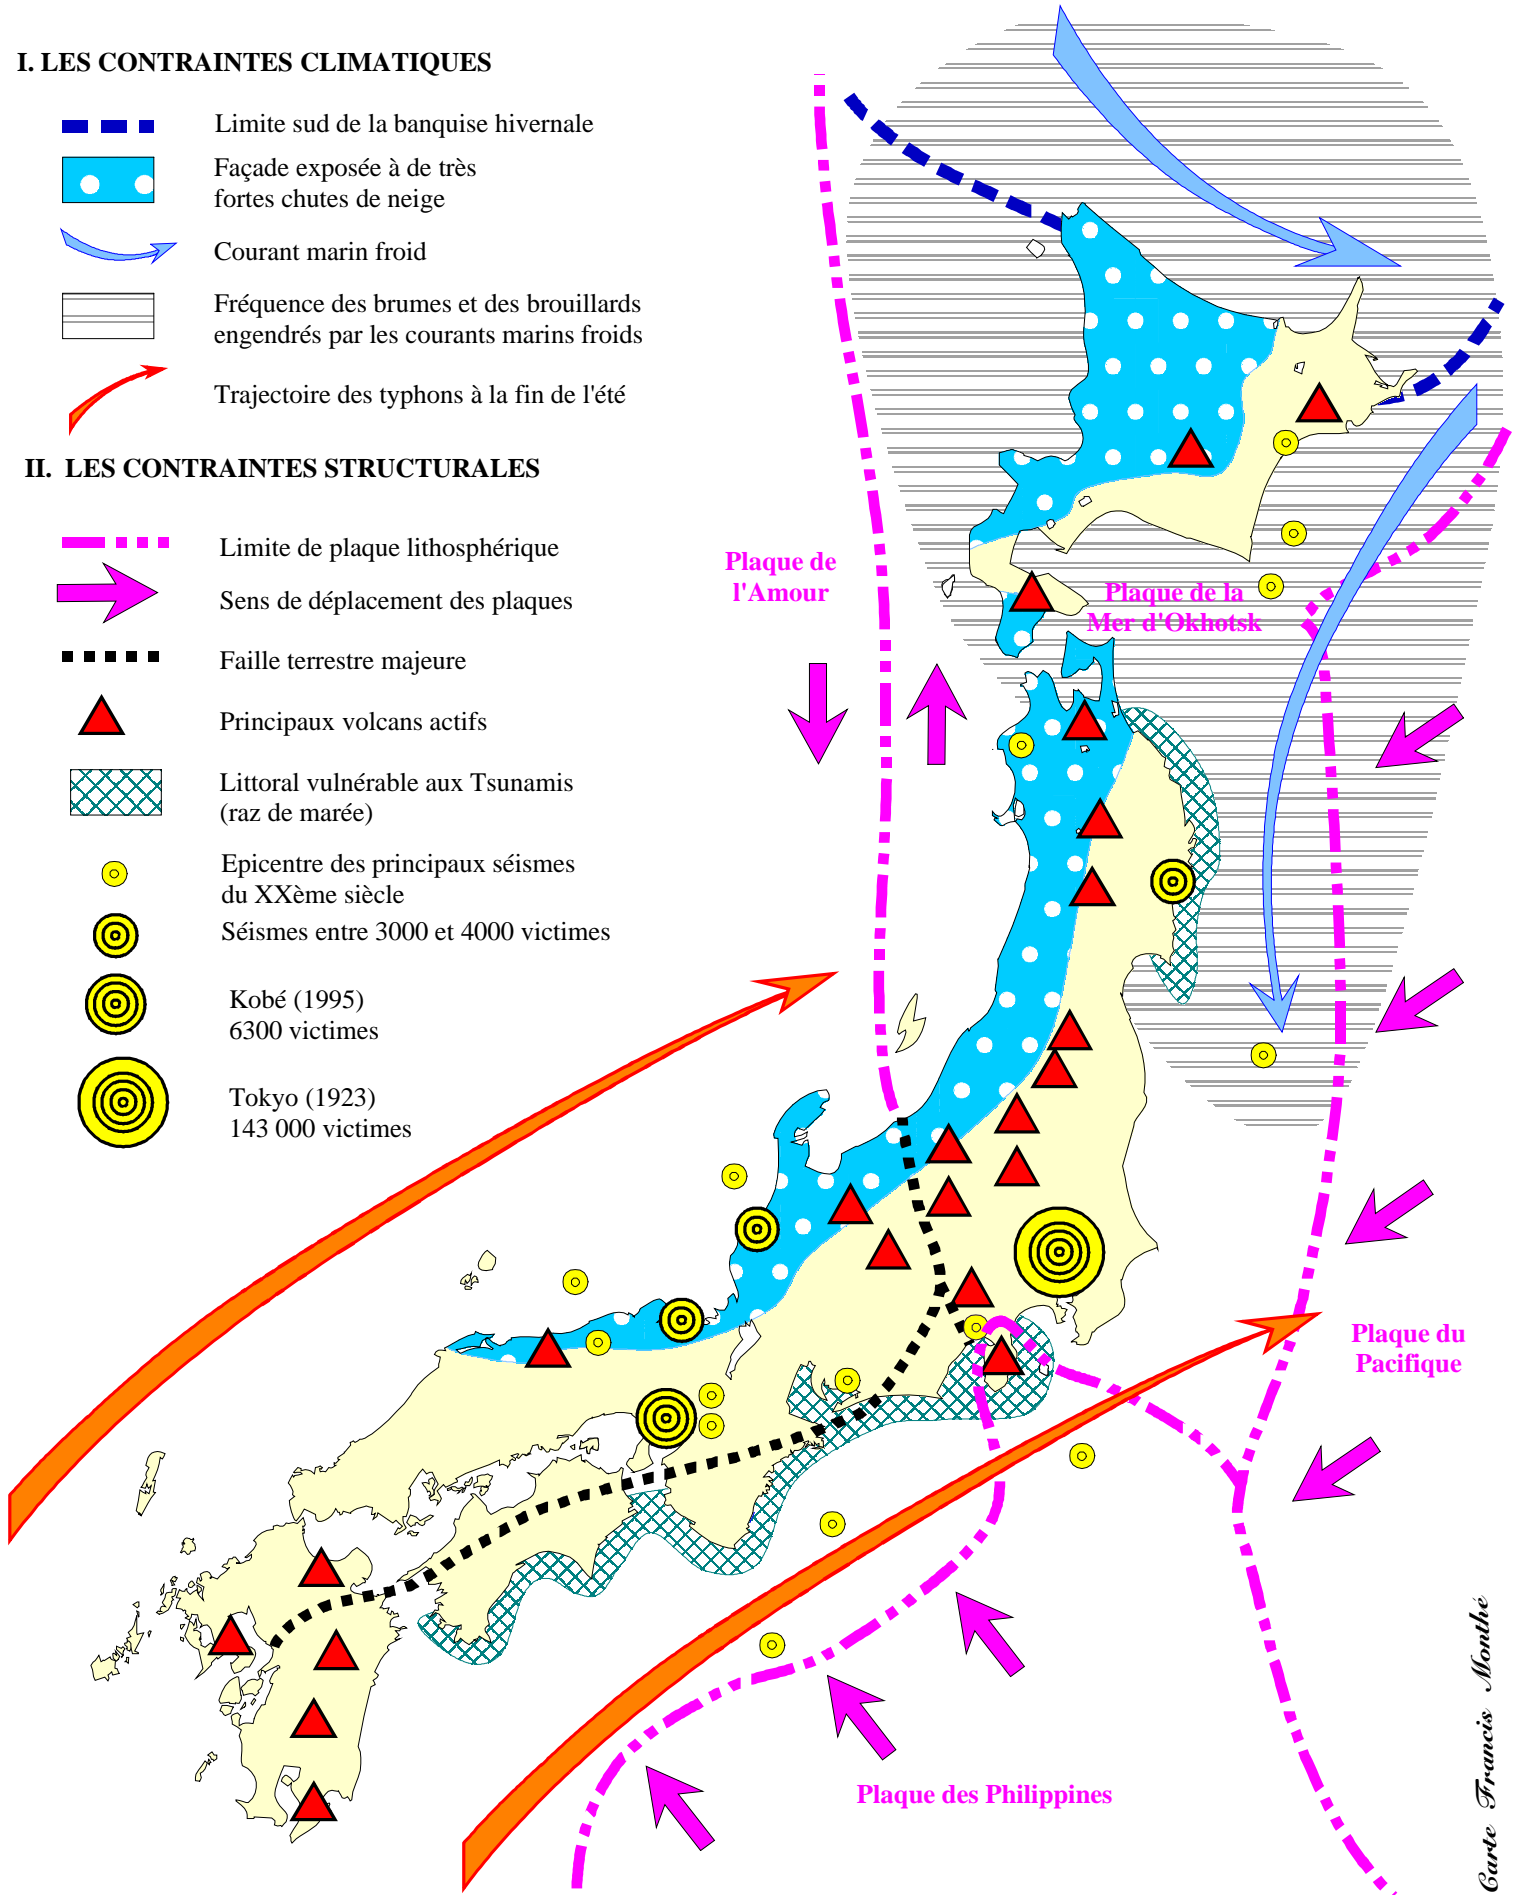 I. LES CONTRAINTES CLIMATIQUES
Limite sud de la banquise hivernale
Façade exposée à de très
fortes chutes de neige
Courant marin froid
Fréquence des brumes et des brouillards
engendrés par les courants marins froids
Trajectoire des typhons à la fin de l'été
II. LES CONTRAINTES STRUCTURALES
Limite de plaque lithosphérique
Sens de déplacement des plaques
Faille terrestre majeure
Principaux volcans actifs
Littoral vulnérable aux Tsunamis
(raz de marée)
Epicentre des principaux séismes
du XXème siècle
Séismes entre 3000 et 4000 victimes
Kobé (1995)
6300 victimes
Tokyo (1923)
143 000 victimes
Plaque de
l'Amour
Plaque de la
Mer d'Okhotsk
Plaque du
Pacifique
Plaque des Philippines
Carte Francis Monthé